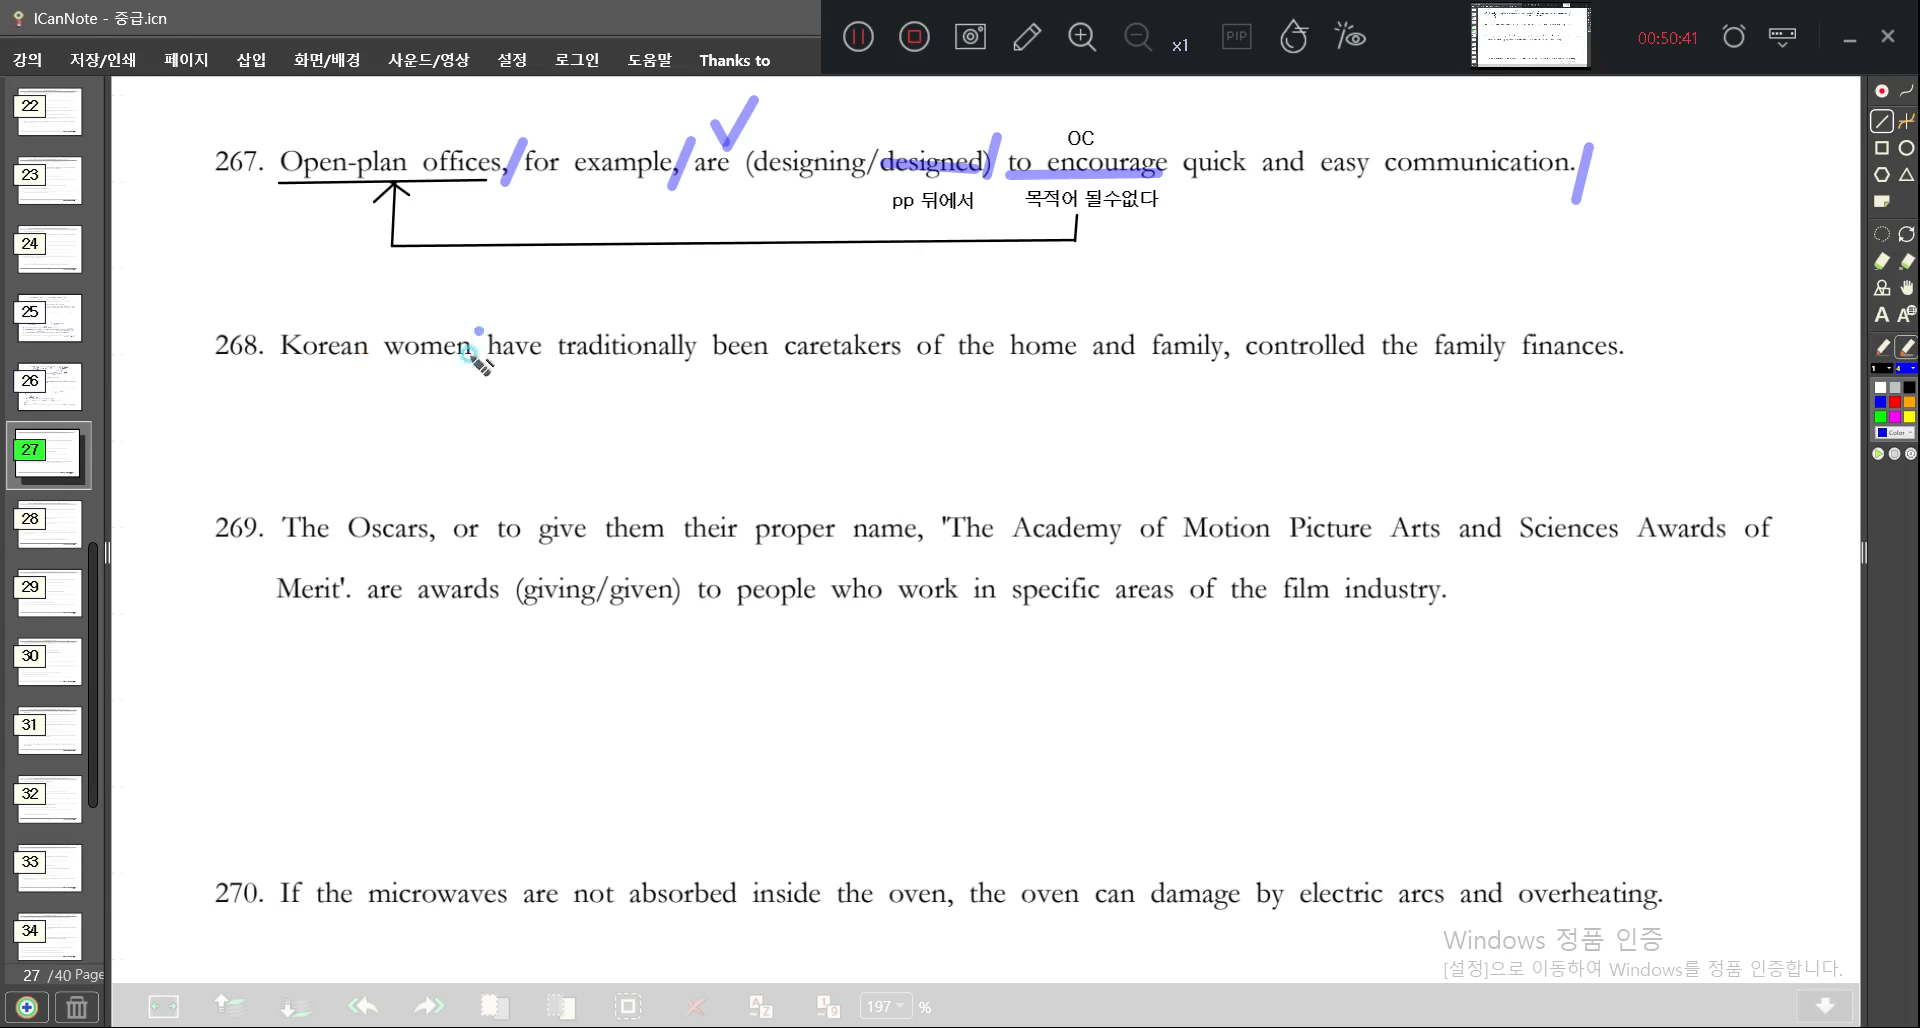 ICanNote - 중급.icn
강의 저장/인쇄 페이지 삽입 화면/배경 사운드/영상 설정 로그인 도움말 Thanks to
x1 PIP 00:50:41
22
23
24
25
26
27
28
29
30
31
32
33
34
27 /40 Page
OC
267. Open-plan offices, for example, are (designing/designed) to encourage quick and easy communication.
pp 뒤에서 목적어 될수없다
268. Korean women have traditionally been caretakers of the home and family, controlled the family finances.
269. The Oscars, or to give them their proper name, 'The Academy of Motion Picture Arts and Sciences Awards of
Merit'. are awards (giving/given) to people who work in specific areas of the film industry.
270. If the microwaves are not absorbed inside the oven, the oven can damage by electric arcs and overheating.
Windows 정품 인증
[설정]으로 이동하여 Windows를 정품 인증합니다.
197 %
1 4
Color